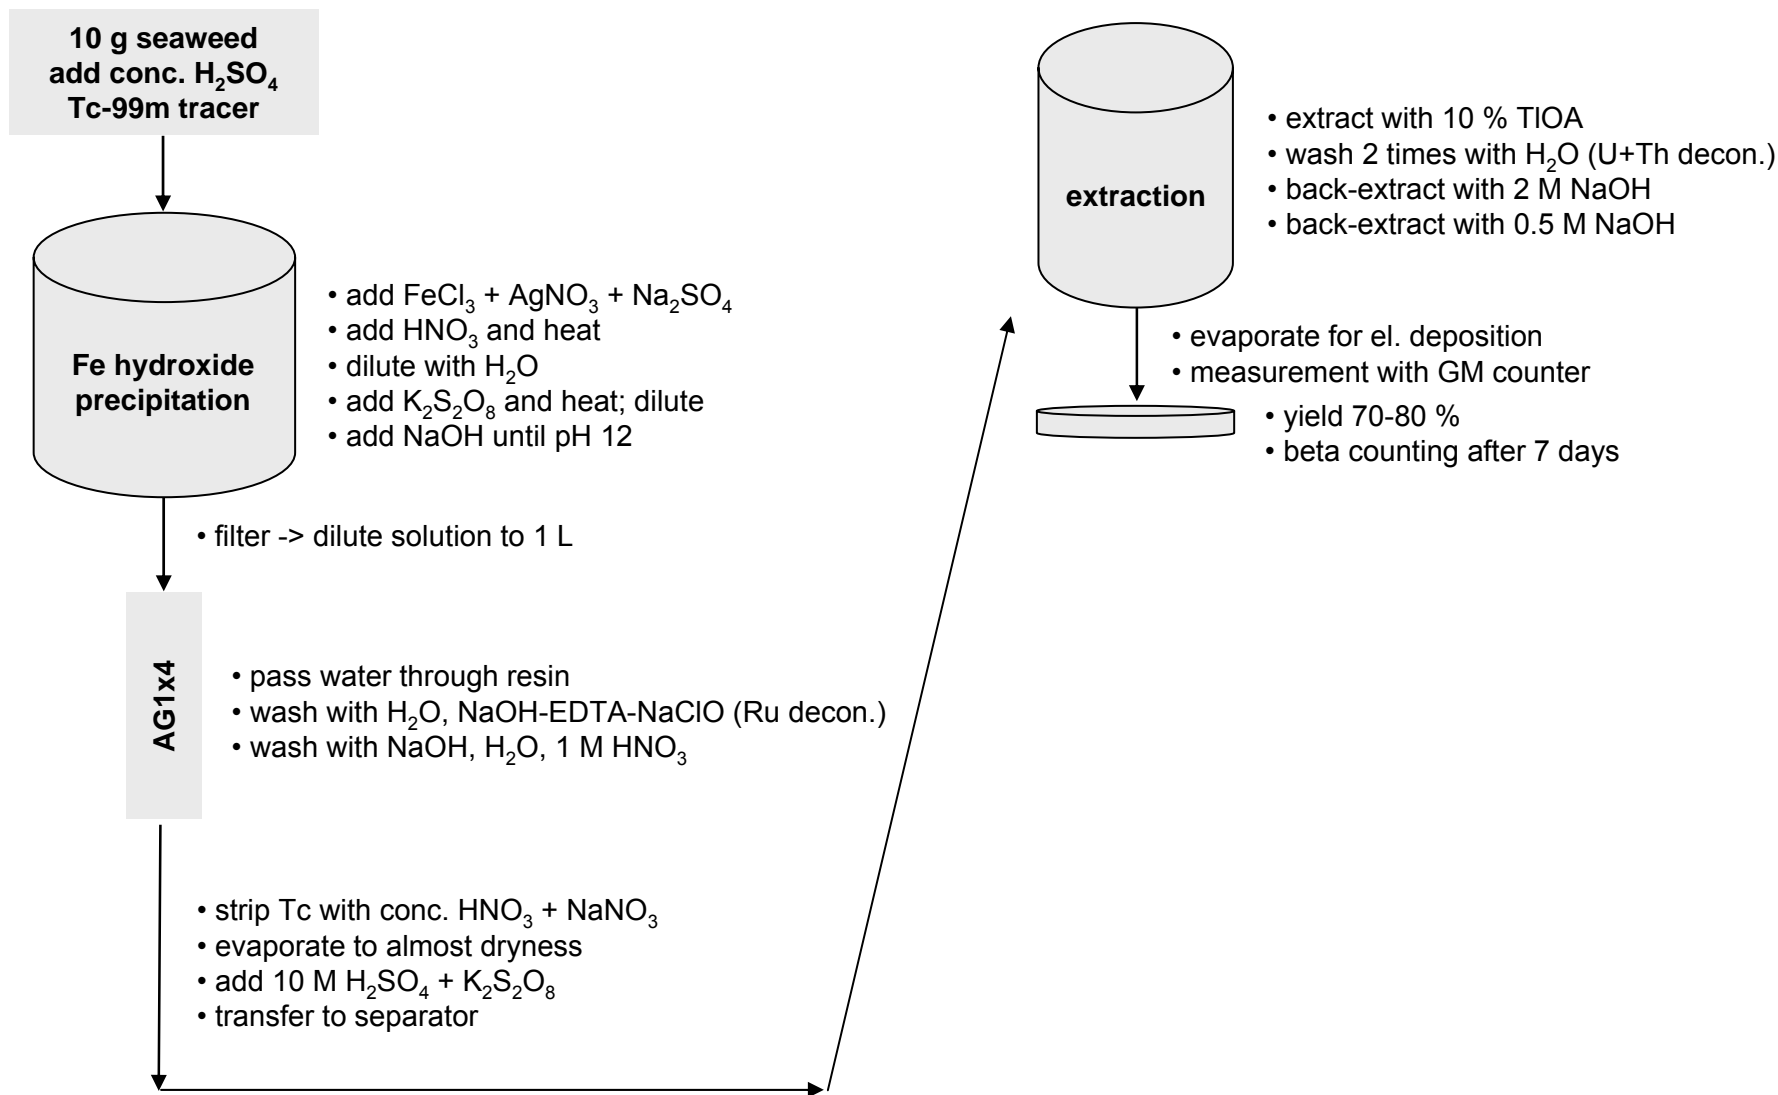 10 g seaweed
add conc. H₂SO₄
Tc-99m tracer
Fe hydroxide
precipitation
• add FeCl₃ + AgNO₃ + Na₂SO₄
• add HNO₃ and heat
• dilute with H₂O
• add K₂S₂O₈ and heat; dilute
• add NaOH until pH 12
• filter -> dilute solution to 1 L
AG1x4
• pass water through resin
• wash with H₂O, NaOH-EDTA-NaClO (Ru decon.)
• wash with NaOH, H₂O, 1 M HNO₃
• strip Tc with conc. HNO₃ + NaNO₃
• evaporate to almost dryness
• add 10 M H₂SO₄ + K₂S₂O₈
• transfer to separator
extraction
• extract with 10 % TIOA
• wash 2 times with H₂O (U+Th decon.)
• back-extract with 2 M NaOH
• back-extract with 0.5 M NaOH
• evaporate for el. deposition
• measurement with GM counter
• yield 70-80 %
• beta counting after 7 days